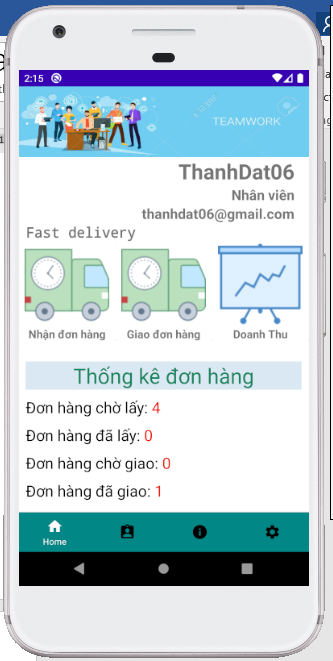 2:15
TEAMWORK
ThanhDat06
Nhân viên
thanhdat06@gmail.com
Fast delivery
Nhận đơn hàng
Giao đơn hàng
Doanh Thu
Thống kê đơn hàng
Đơn hàng chờ lấy: 4
Đơn hàng đã lấy: 0
Đơn hàng chờ giao: 0
Đơn hàng đã giao: 1
Home